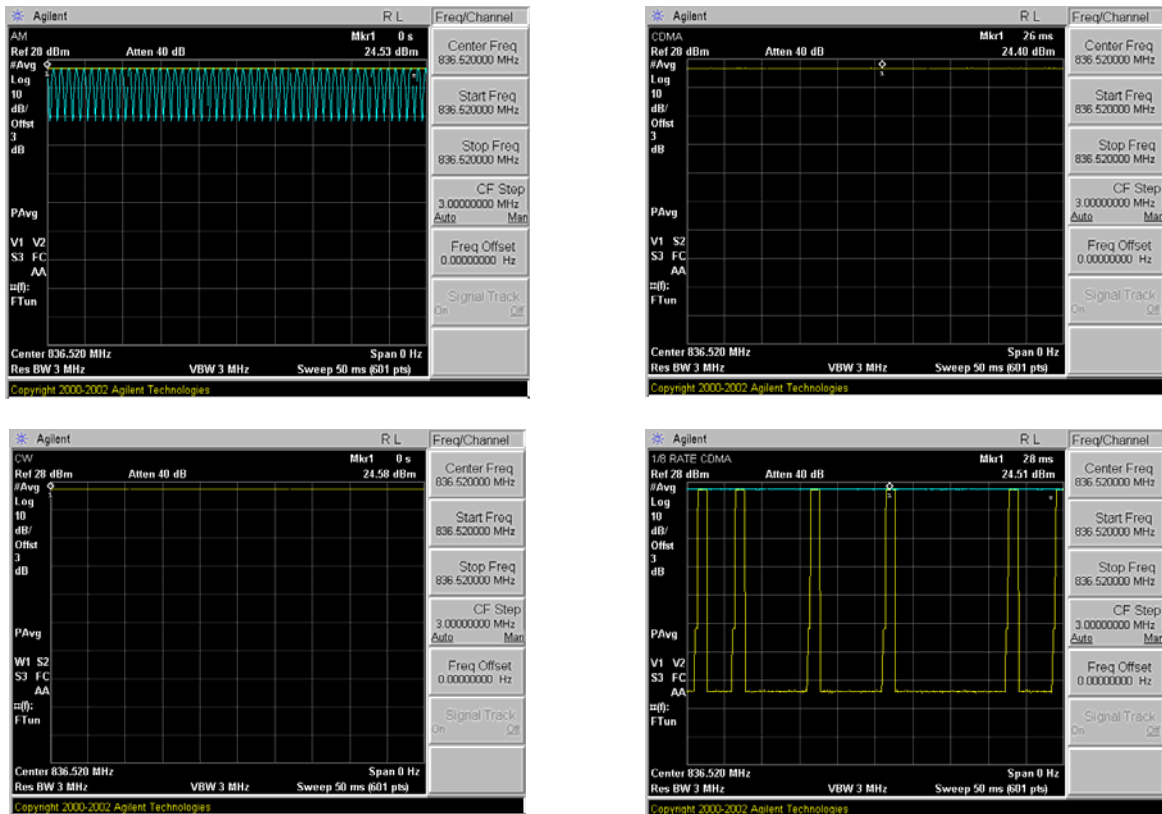 Agilent R L Freq/Channel
AM Mkr1 0 s
Ref 28 dBm Atten 40 dB 24.53 dBm
#Avg
Log
10
dB/
Offst
3
dB
PAvg
V1 V2
S3 FC
AA
¤(f):
FTun
Center 836.520 MHz Span 0 Hz
Res BW 3 MHz VBW 3 MHz Sweep 50 ms (601 pts)
Copyright 2000-2002 Agilent Technologies
1
Center Freq
836.520000 MHz
Start Freq
836.520000 MHz
Stop Freq
836.520000 MHz
CF Step
3.00000000 MHz
Auto Man
Freq Offset
0.00000000 Hz
Signal Track
On Off
Agilent R L Freq/Channel
CDMA Mkr1 26 ms
Ref 28 dBm Atten 40 dB 24.40 dBm
#Avg
Log
10
dB/
Offst
3
dB
PAvg
V1 S2
S3 FC
AA
¤(f):
FTun
Center 836.520 MHz Span 0 Hz
Res BW 3 MHz VBW 3 MHz Sweep 50 ms (601 pts)
Copyright 2000-2002 Agilent Technologies
1
Center Freq
836.520000 MHz
Start Freq
836.520000 MHz
Stop Freq
836.520000 MHz
CF Step
3.00000000 MHz
Auto Man
Freq Offset
0.00000000 Hz
Signal Track
On Off
Agilent R L Freq/Channel
CW Mkr1 0 s
Ref 28 dBm Atten 40 dB 24.58 dBm
#Avg
Log
10
dB/
Offst
3
dB
PAvg
W1 S2
S3 FC
AA
¤(f):
FTun
Center 836.520 MHz Span 0 Hz
Res BW 3 MHz VBW 3 MHz Sweep 50 ms (601 pts)
Copyright 2000-2002 Agilent Technologies
1
Center Freq
836.520000 MHz
Start Freq
836.520000 MHz
Stop Freq
836.520000 MHz
CF Step
3.00000000 MHz
Auto Man
Freq Offset
0.00000000 Hz
Signal Track
On Off
Agilent R L Freq/Channel
1/8 RATE CDMA Mkr1 28 ms
Ref 28 dBm Atten 40 dB 24.51 dBm
#Avg
Log
10
dB/
Offst
3
dB
PAvg
V1 V2
S3 FC
AA
¤(f):
FTun
Center 836.520 MHz Span 0 Hz
Res BW 3 MHz VBW 3 MHz Sweep 50 ms (601 pts)
Copyright 2000-2002 Agilent Technologies
1
Center Freq
836.520000 MHz
Start Freq
836.520000 MHz
Stop Freq
836.520000 MHz
CF Step
3.00000000 MHz
Auto Man
Freq Offset
0.00000000 Hz
Signal Track
On Off